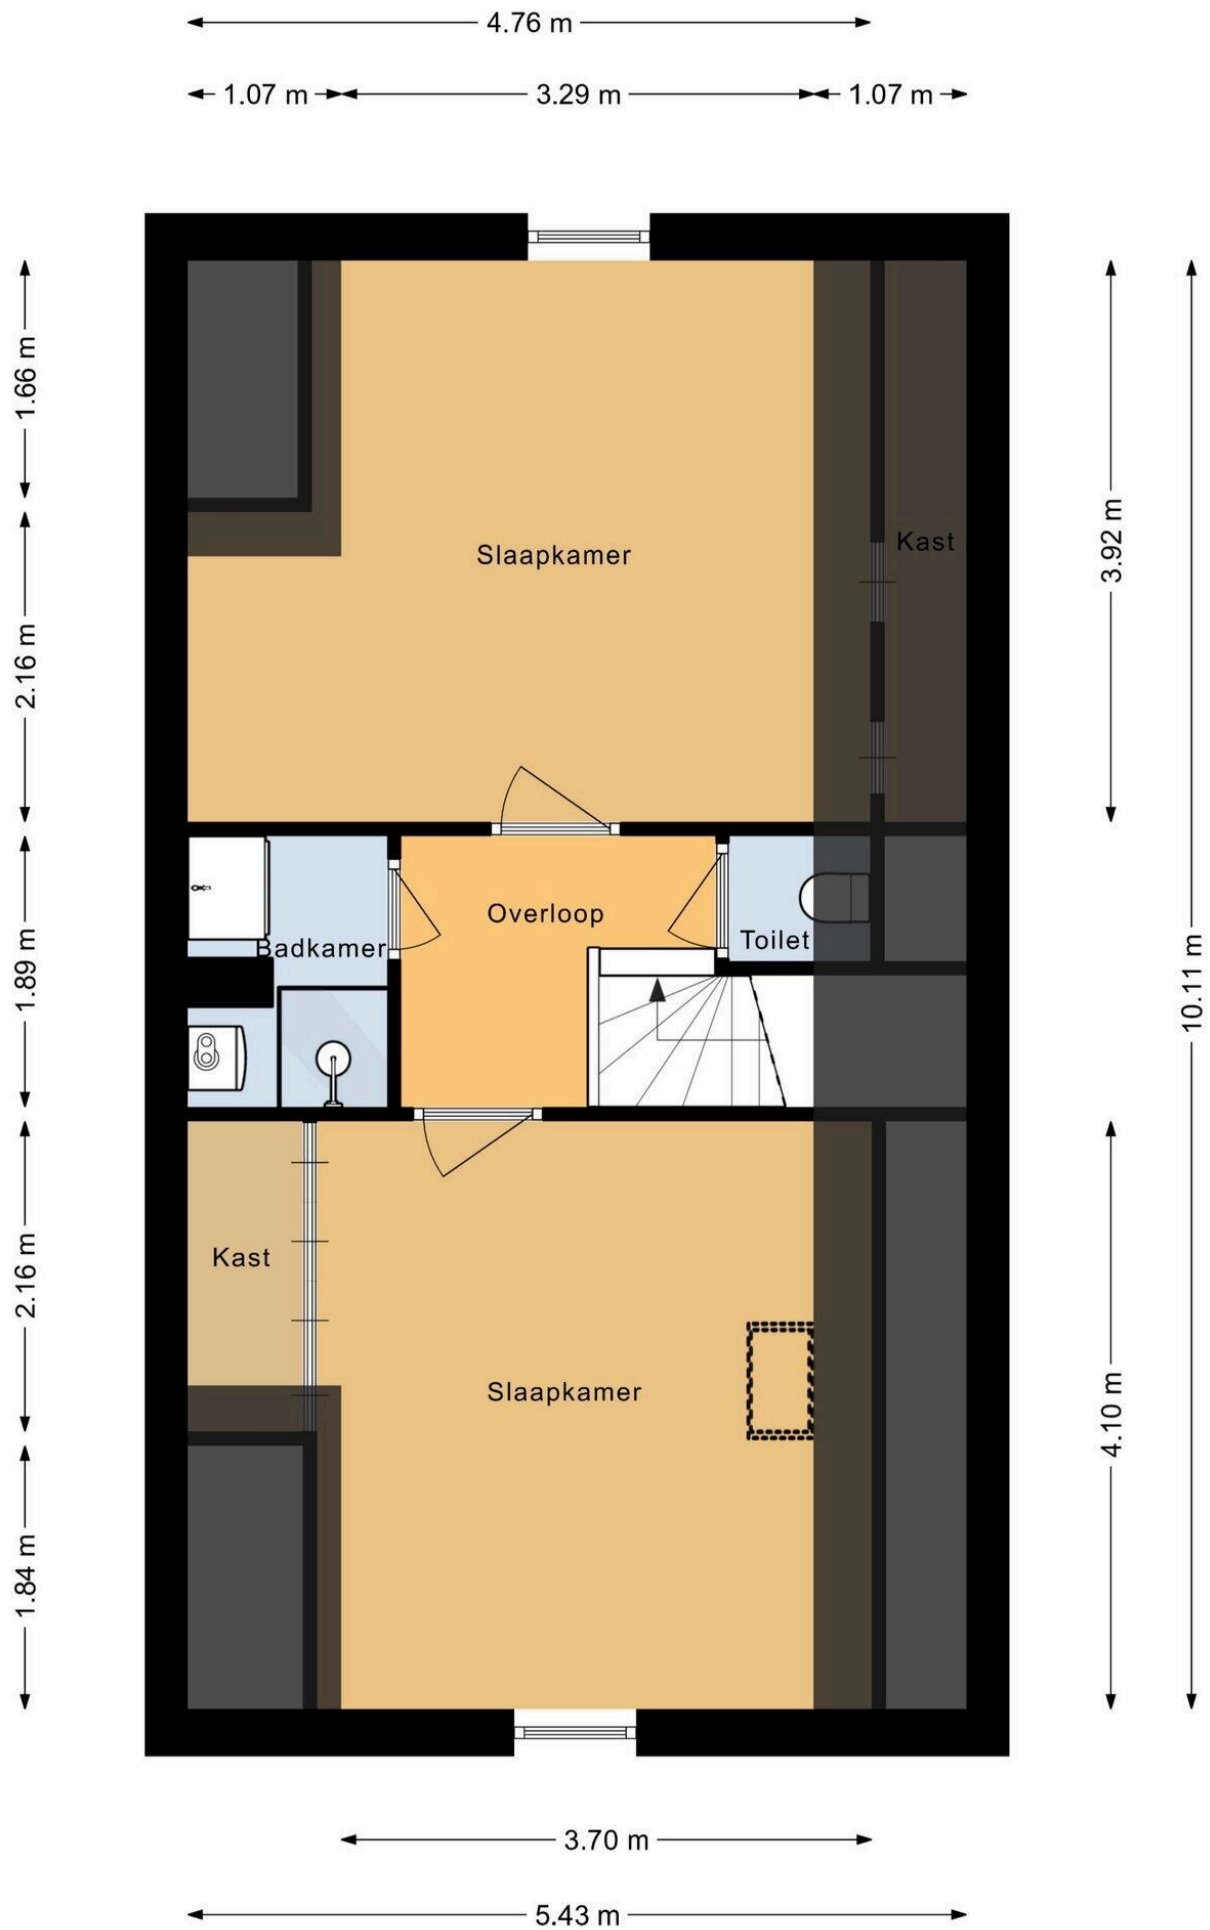 4.76 m
1.07 m
3.29 m
1.07 m
1.66 m
3.92 m
Kast
Slaapkamer
2.16 m
Overloop
Toilet
Badkamer
1.89 m
10.11 m
Kast
2.16 m
Slaapkamer
4.10 m
1.84 m
3.70 m
5.43 m